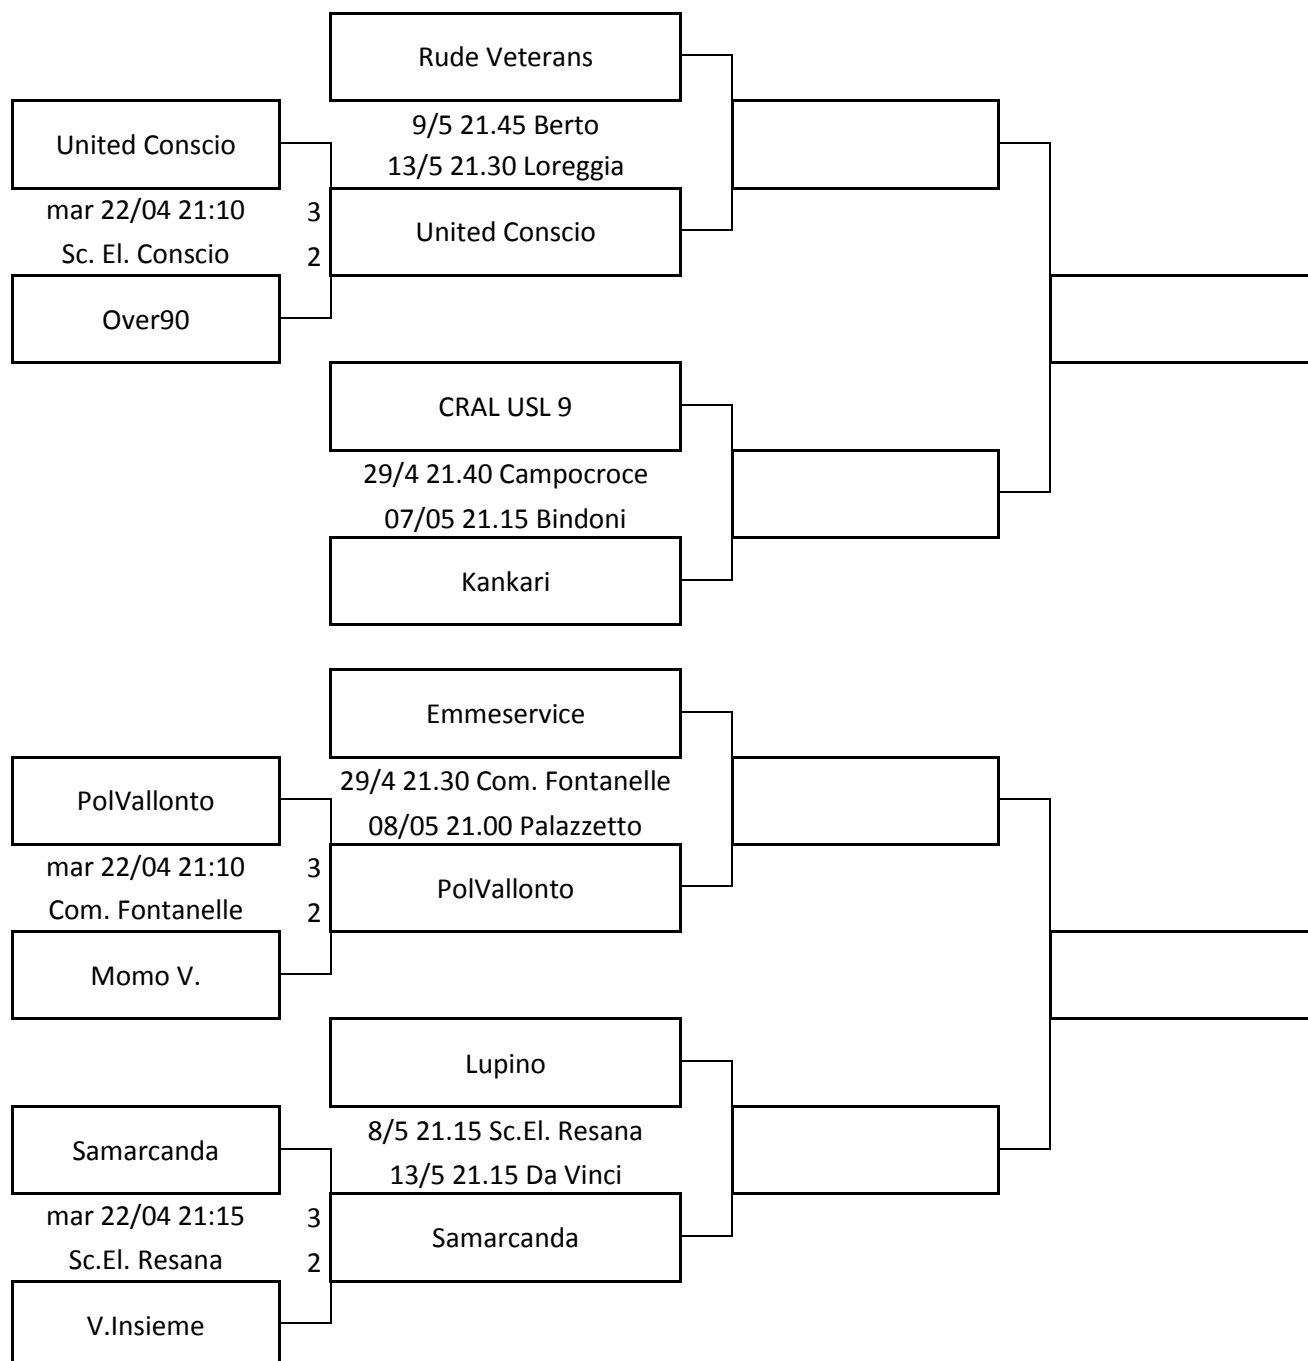 Rude Veterans
9/5 21.45 Berto
13/5 21.30 Loreggia
United Conscio
United Conscio
mar 22/04 21:10
3
Sc. El. Conscio
2
Over90
CRAL USL 9
29/4 21.40 Campocroce
07/05 21.15 Bindoni
Kankari
Emmeservice
29/4 21.30 Com. Fontanelle
08/05 21.00 Palazzetto
PolVallonto
PolVallonto
mar 22/04 21:10
3
Com. Fontanelle
2
Momo V.
Lupino
8/5 21.15 Sc.El. Resana
13/5 21.15 Da Vinci
Samarcanda
Samarcanda
mar 22/04 21:15
3
Sc.El. Resana
2
V.Insieme